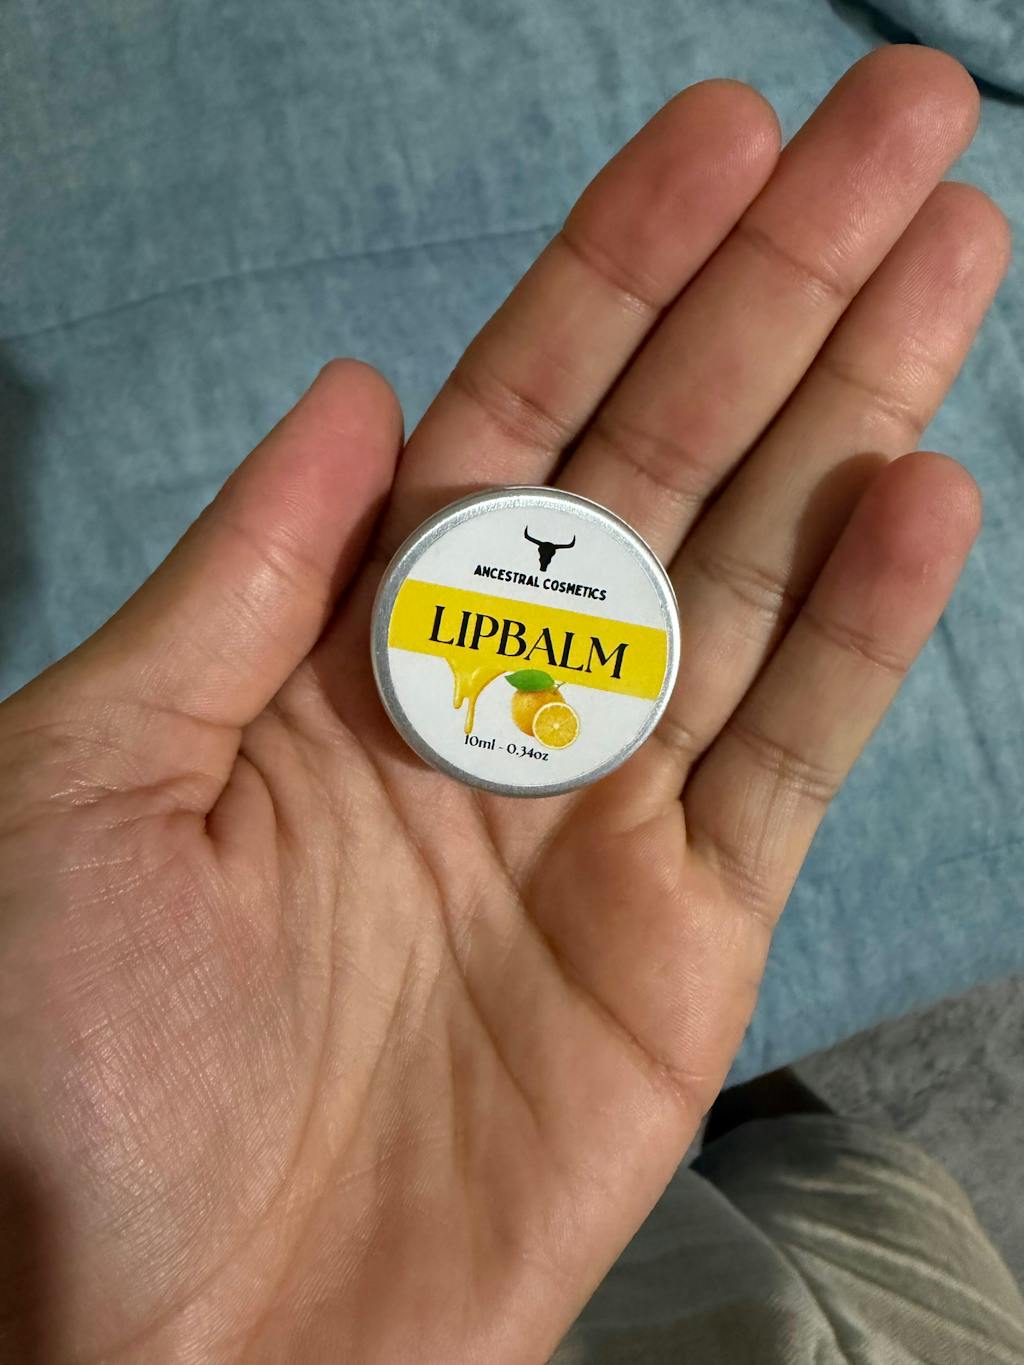 ANCESTRAL COSMETICS
LIPBALM
10ml - 0.34oz